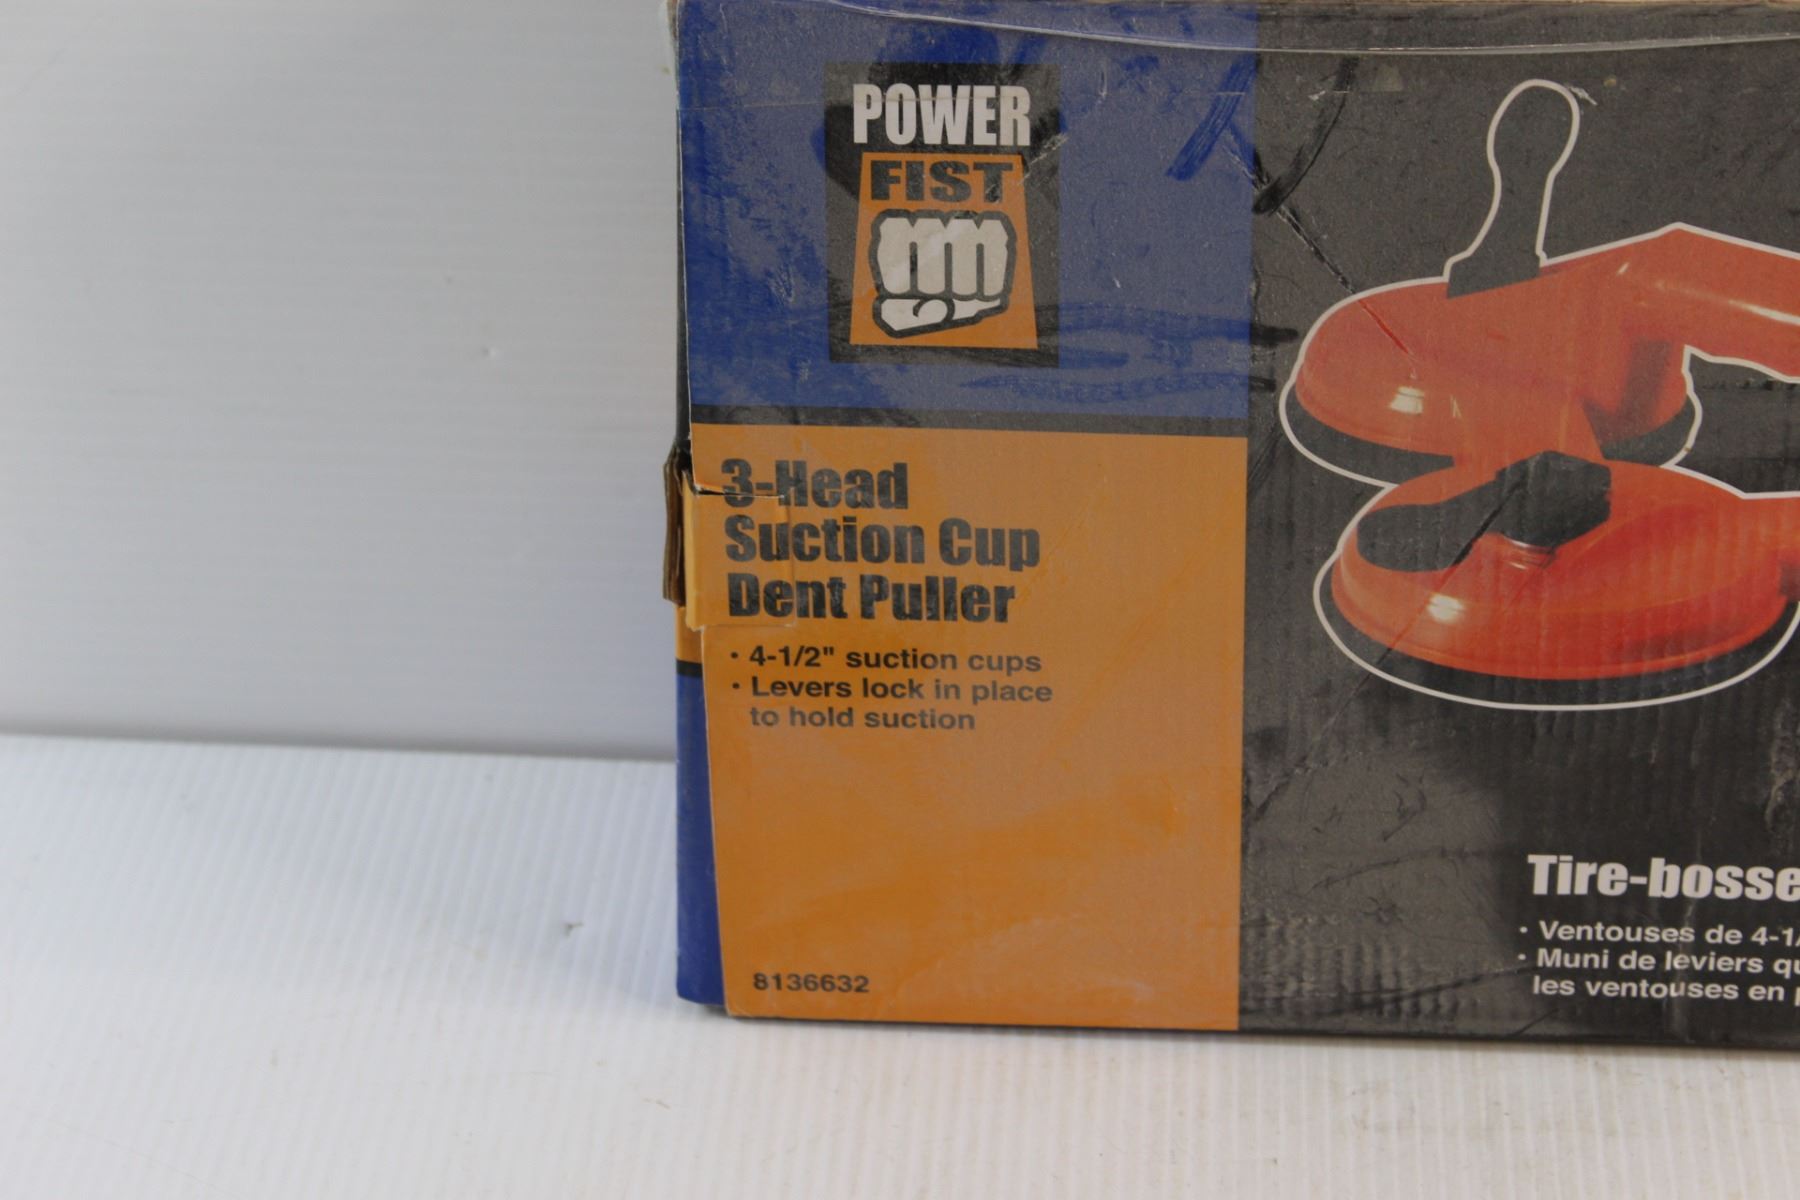 POWER
FIST
3-Head
Suction Cup
Dent Puller
• 4-1/2" suction cups
• Levers lock in place
to hold suction
8136632
Tire-bosse
• Ventouses de 4-1/
• Muni de leviers qu
les ventouses en p